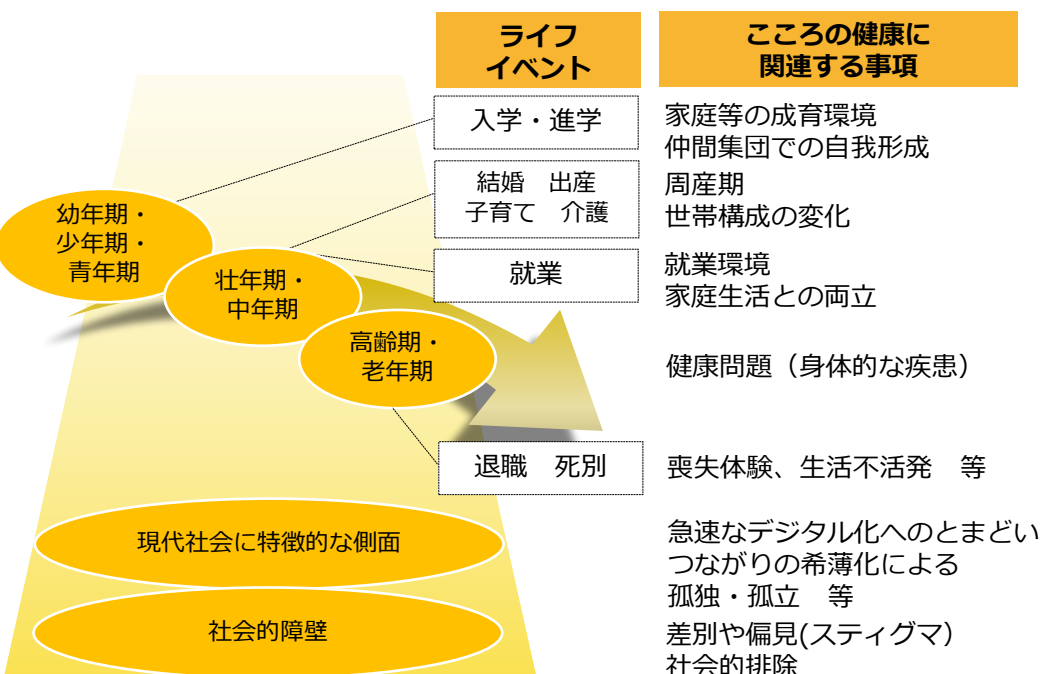 ライフ
イベント
こころの健康に
関連する事項
入学・進学
家庭等の成育環境
仲間集団での自我形成
結婚　出産
子育て　介護
周産期
世帯構成の変化
幼年期・
少年期・
青年期
壮年期・
中年期
就業
就業環境
家庭生活との両立
高齢期・
老年期
健康問題（身体的な疾患）
退職　死別
喪失体験、生活不活発　等
現代社会に特徴的な側面
急速なデジタル化へのとまどい
つながりの希薄化による
孤独・孤立　等
社会的障壁
差別や偏見(スティグマ）
社会的排除